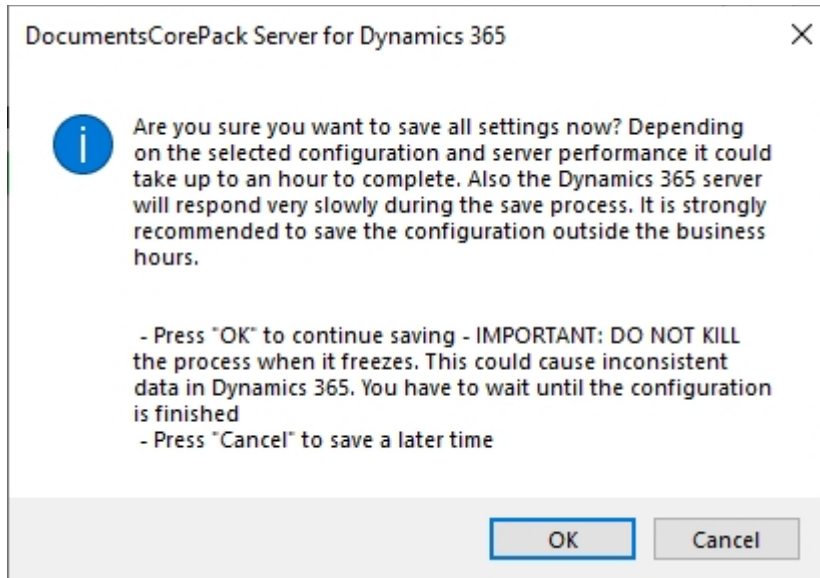 DocumentsCorePack Server for Dynamics 365
Are you sure you want to save all settings now? Depending
on the selected configuration and server performance it could
take up to an hour to complete. Also the Dynamics 365 server
will respond very slowly during the save process. It is strongly
recommended to save the configuration outside the business
hours.
- Press "OK" to continue saving - IMPORTANT: DO NOT KILL
the process when it freezes. This could cause inconsistent
data in Dynamics 365. You have to wait until the configuration
is finished
- Press "Cancel" to save a later time
OK
Cancel